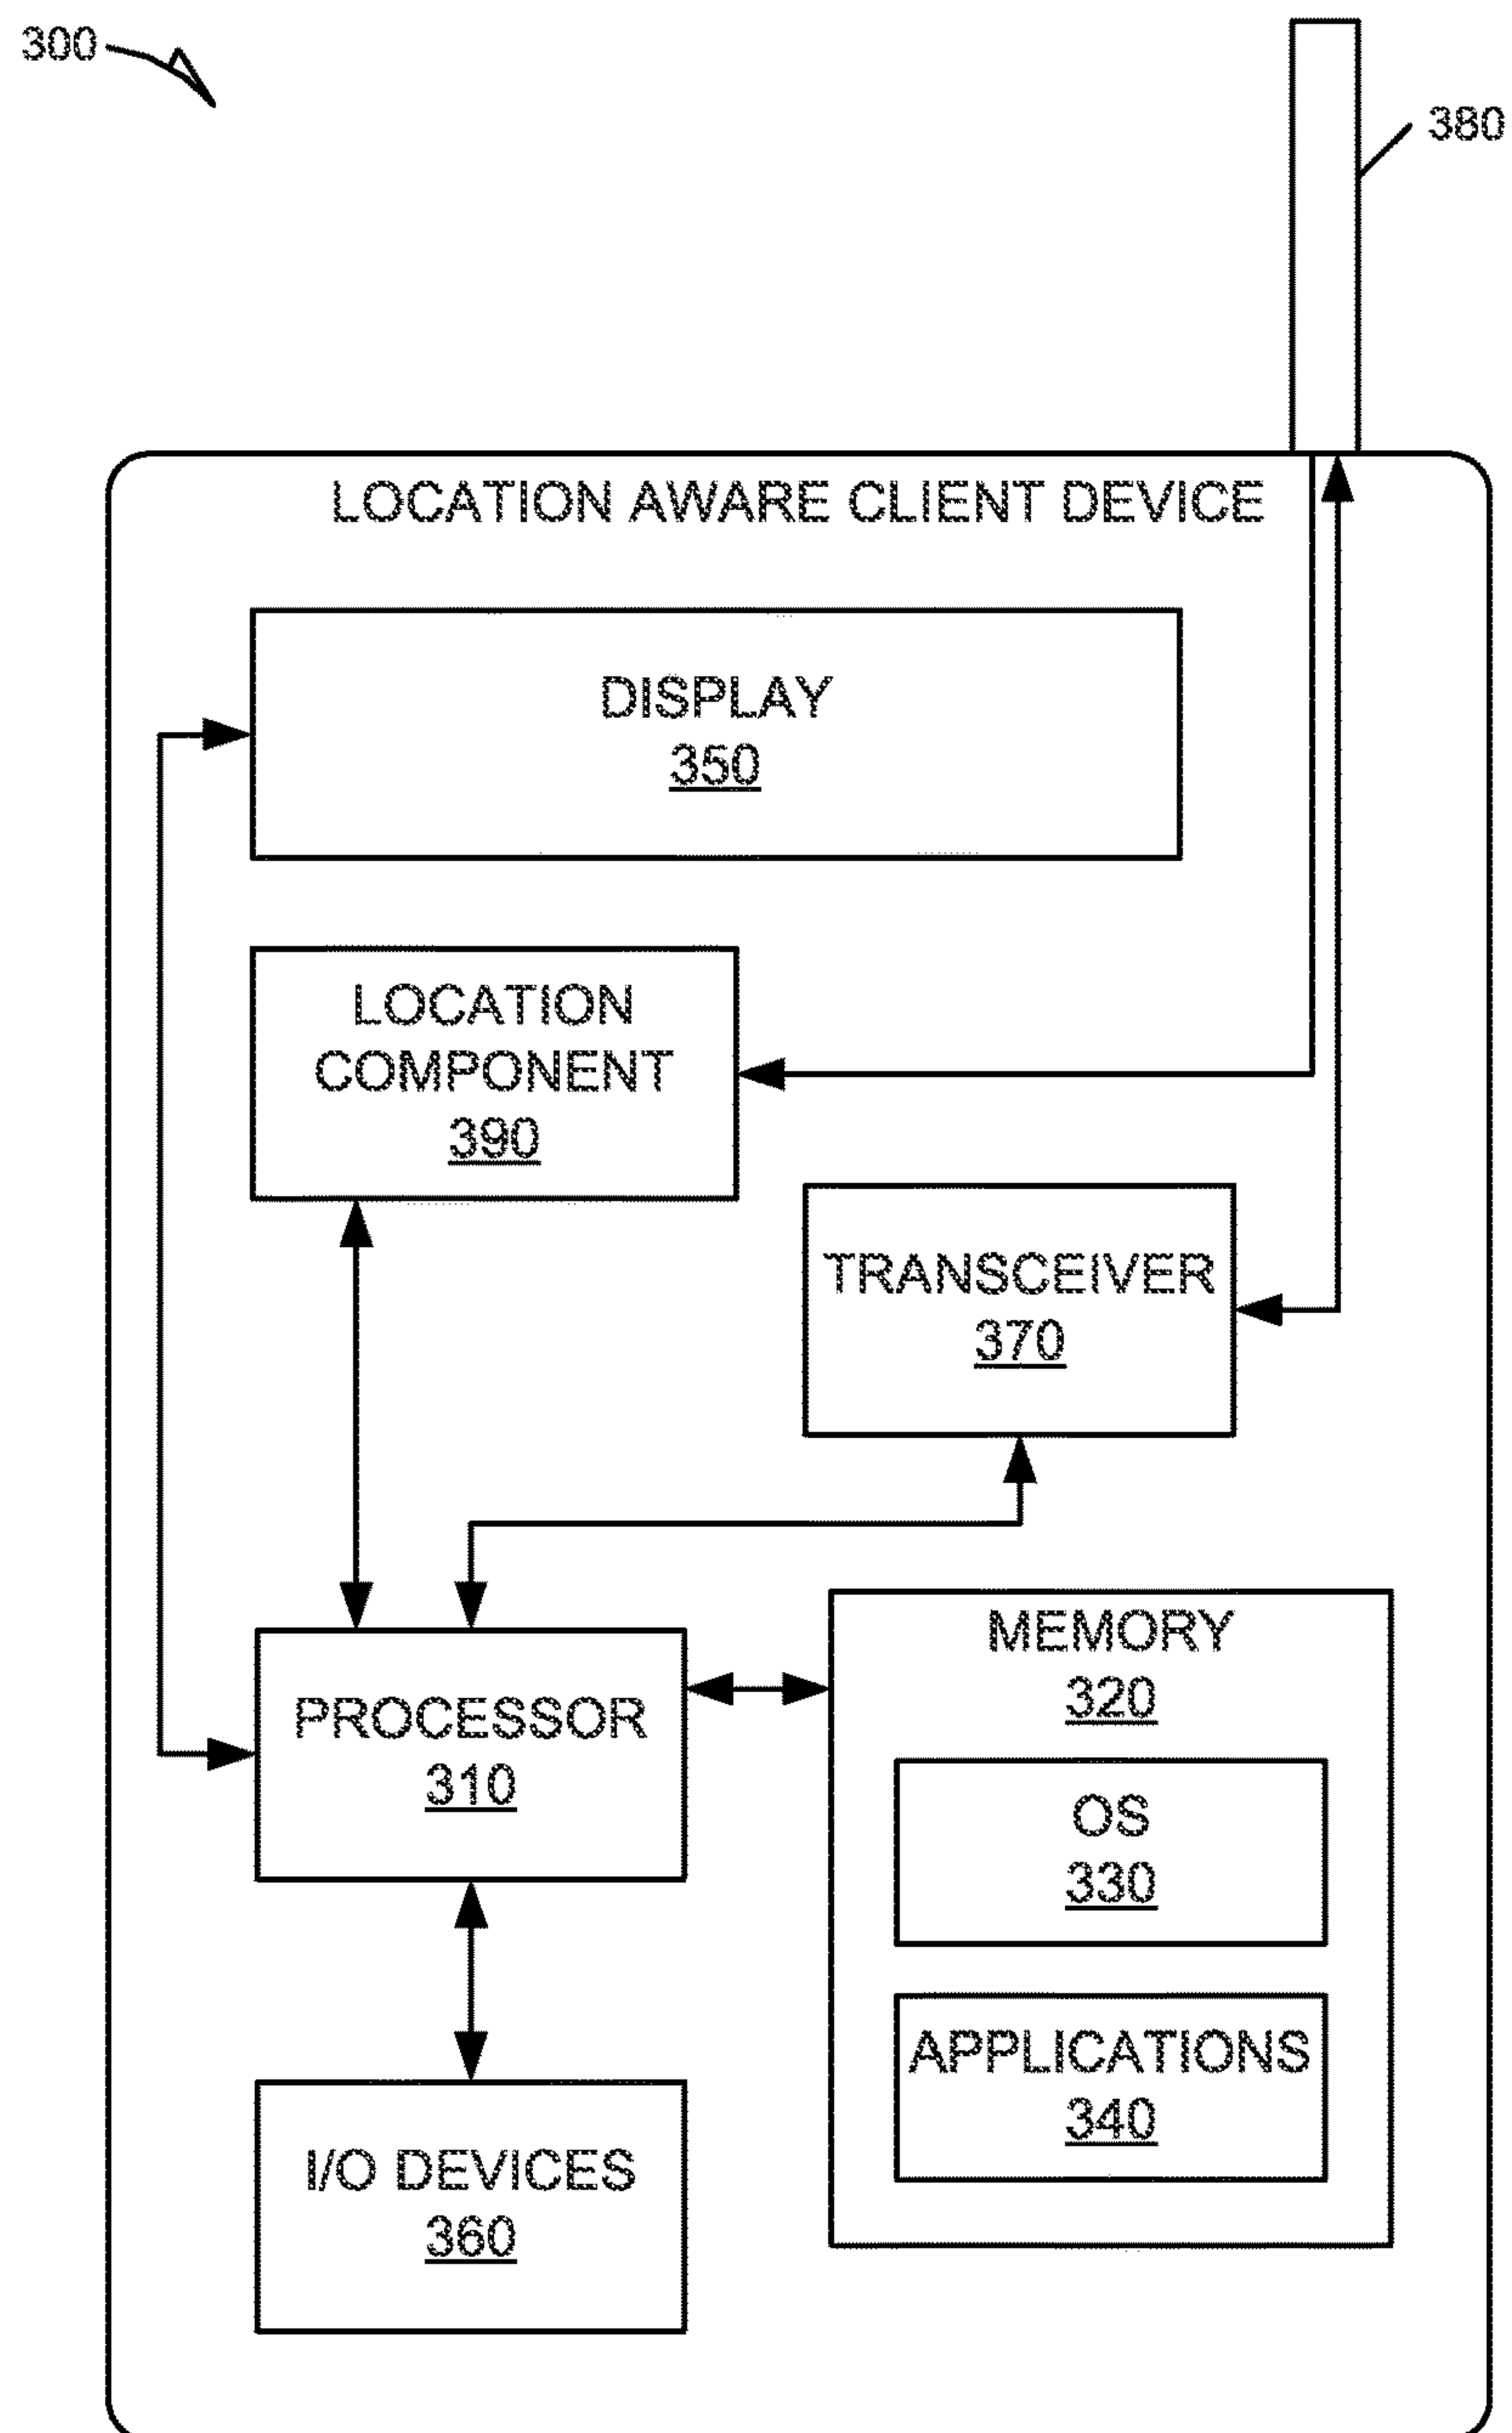 300
380
LOCATION AWARE CLIENT DEVICE
DISPLAY
350
LOCATION
COMPONENT
390
TRANSCEIVER
370
PROCESSOR
310
MEMORY
320
OS
330
APPLICATIONS
340
I/O DEVICES
360